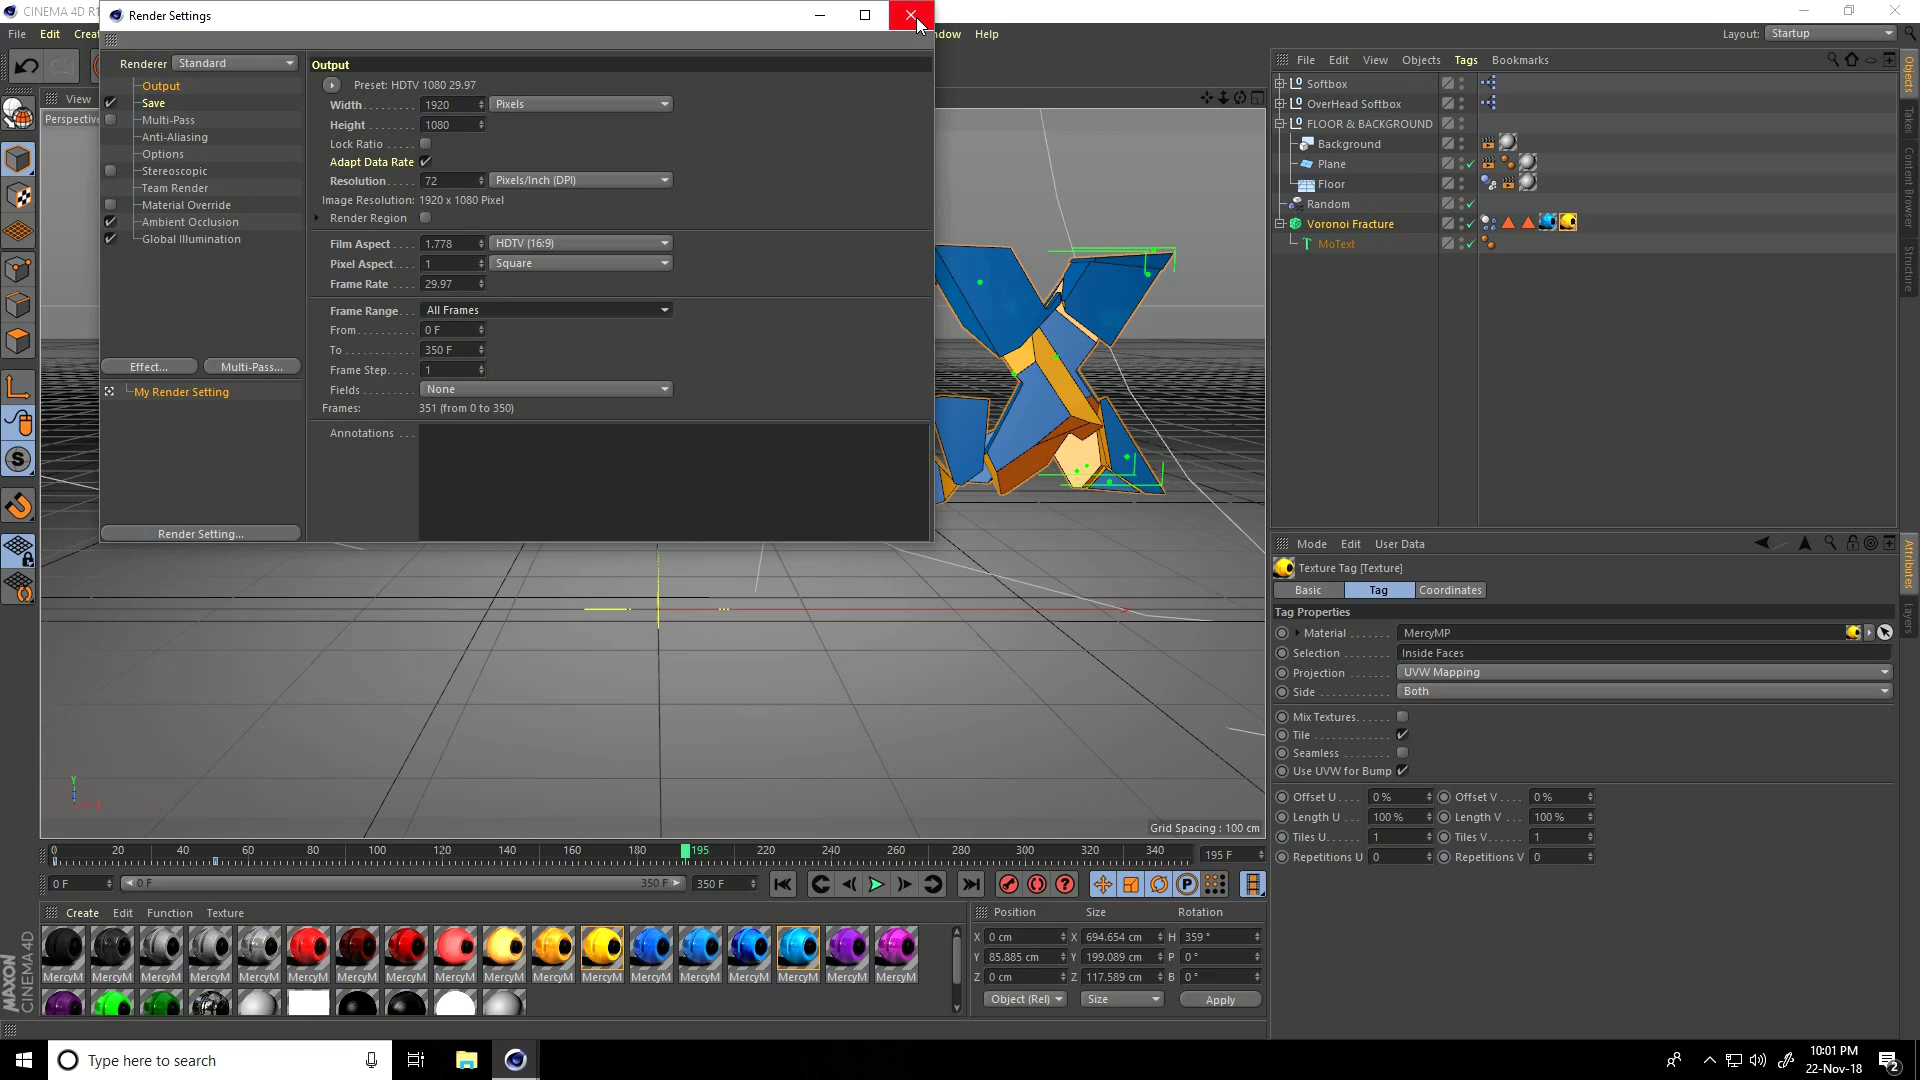 CINEMA 4D R1
Render Settings
File Edit Creat
ndow Help
Layout: Startup
Renderer Standard
Output
Save
Multi-Pass
Anti-Aliasing
Options
Stereoscopic
Team Render
Material Override
Ambient Occlusion
Global Illumination
Effect... Multi-Pass...
My Render Setting
Render Setting...
Output
Preset: HDTV 1080 29.97
Width 1920 Pixels
Height 1080
Lock Ratio
Adapt Data Rate
Resolution 72 Pixels/Inch (DPI)
Image Resolution: 1920 x 1080 Pixel
Render Region
Film Aspect 1.778 HDTV (16:9)
Pixel Aspect 1 Square
Frame Rate 29.97
Frame Range All Frames
From 0 F
To 350 F
Frame Step 1
Fields None
Frames: 351 (from 0 to 350)
Annotations
View
Perspective
Y
X
Grid Spacing : 100 cm
File Edit View Objects Tags Bookmarks
Softbox
OverHead Softbox
FLOOR & BACKGROUND
Background
Plane
Floor
Random
Voronoi Fracture
MoText
Objects
Takes
Content Browser
Structure
Mode Edit User Data
Texture Tag [Texture]
Basic Tag Coordinates
Tag Properties
Material MercyMP
Selection Inside Faces
Projection UVW Mapping
Side Both
Mix Textures
Tile
Seamless
Use UVW for Bump
Offset U 0 % Offset V 0 %
Length U 100 % Length V 100 %
Tiles U 1 Tiles V 1
Repetitions U 0 Repetitions V 0
Attributes
Layers
0 20 40 60 80 100 120 140 160 180 195 220 240 260 280 300 320 340 195 F
0 F 0 F 350 F 350 F
Create Edit Function Texture
MercyM MercyM MercyM MercyM MercyM MercyM MercyM MercyM MercyM MercyM MercyM MercyM MercyM MercyM MercyM MercyM MercyM MercyM
MAXON
CINEMA 4D
Position Size Rotation
X 0 cm X 694.654 cm H 359 °
Y 85.885 cm Y 199.089 cm P 0 °
Z 0 cm Z 117.589 cm B 0 °
Object (Rel) Size Apply
Type here to search
10:01 PM
22-Nov-18
2